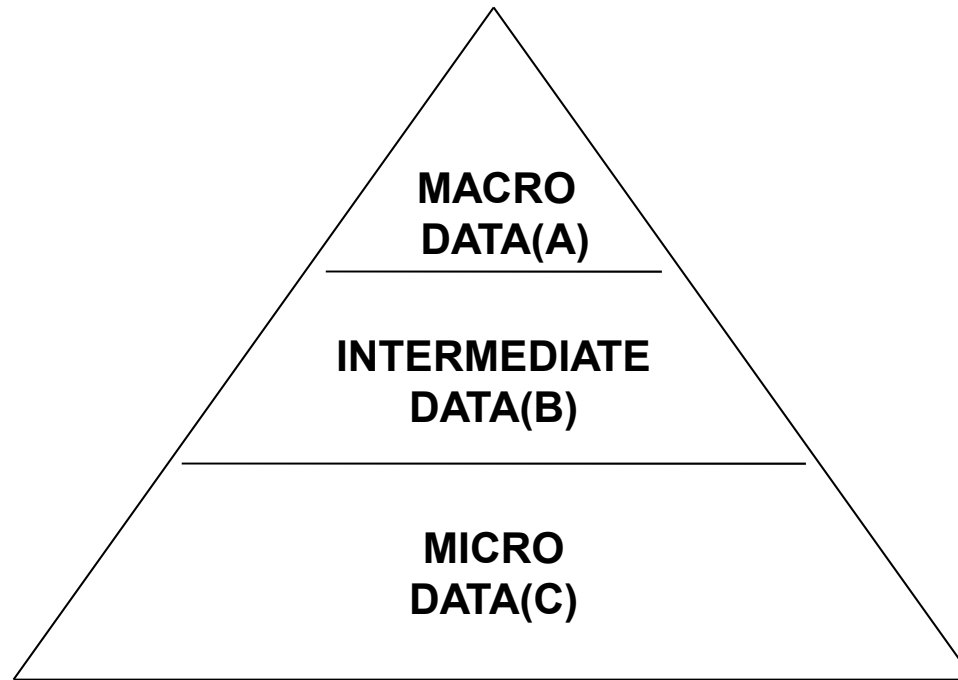 MACRO
DATA(A)
INTERMEDIATE
DATA(B)
MICRO
DATA(C)